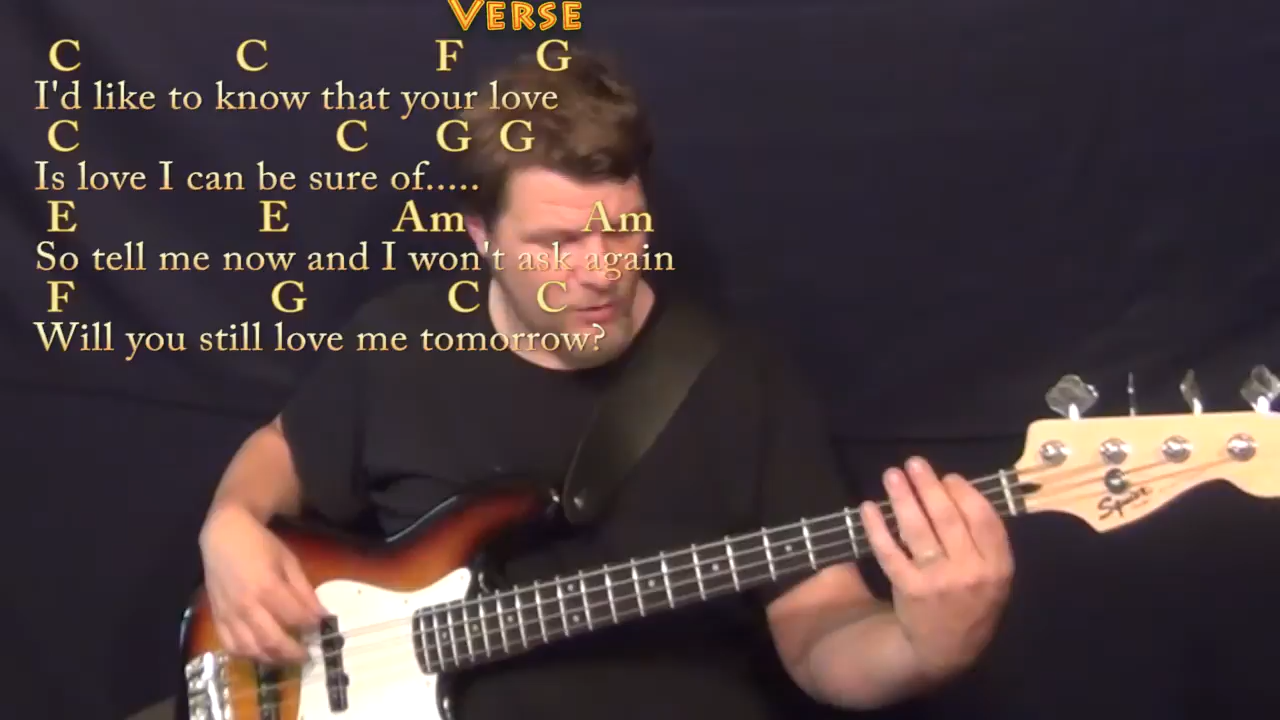 VERSE
C C F G
I'd like to know that your love
C C G G
Is love I can be sure of.....
E E Am Am
So tell me now and I won't ask again
F G C C
Will you still love me tomorrow?
Squier